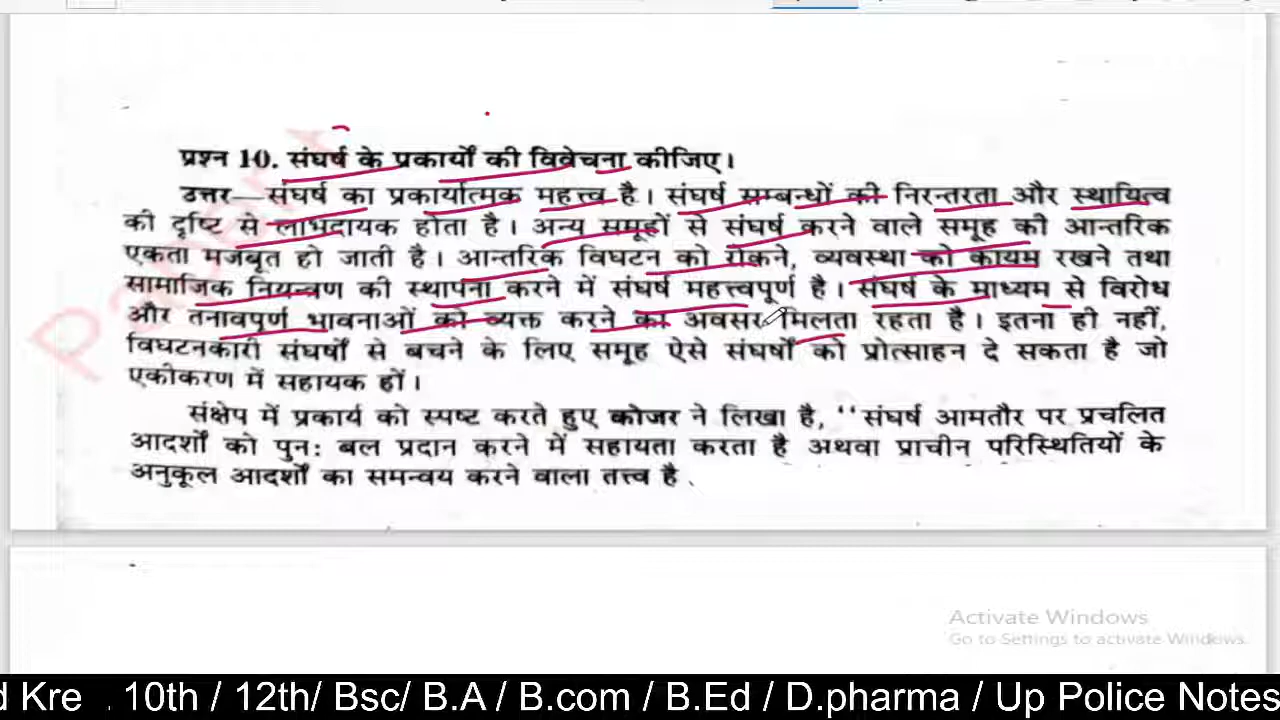 प्रश्न 10. संघर्ष के प्रकार्यों की विवेचना कीजिए।
उत्तर—संघर्ष का प्रकार्यात्मक महत्त्व है। संघर्ष सम्बन्धों की निरन्तरता और स्थायित्व
की दृष्टि से लाभदायक होता है। अन्य समूहों से संघर्ष करने वाले समूह की आन्तरिक
एकता मजबूत हो जाती है। आन्तरिक विघटन को रोकने, व्यवस्था को कायम रखने तथा
सामाजिक नियन्त्रण की स्थापना करने में संघर्ष महत्त्वपूर्ण है। संघर्ष के माध्यम से विरोध
और तनावपूर्ण भावनाओं को व्यक्त करने का अवसर मिलता रहता है। इतना ही नहीं,
विघटनकारी संघर्षों से बचने के लिए समूह ऐसे संघर्षों को प्रोत्साहन दे सकता है जो
एकीकरण में सहायक हों।
संक्षेप में प्रकार्य को स्पष्ट करते हुए कोजर ने लिखा है, ‘‘संघर्ष आमतौर पर प्रचलित
आदर्शों को पुनः बल प्रदान करने में सहायता करता है अथवा प्राचीन परिस्थितियों के
अनुकूल आदर्शों का समन्वय करने वाला तत्त्व है .
Activate Windows
Go to Settings to activate Windows.
d Kre . 10th / 12th/ Bsc/ B.A / B.com / B.Ed / D.pharma / Up Police Notes